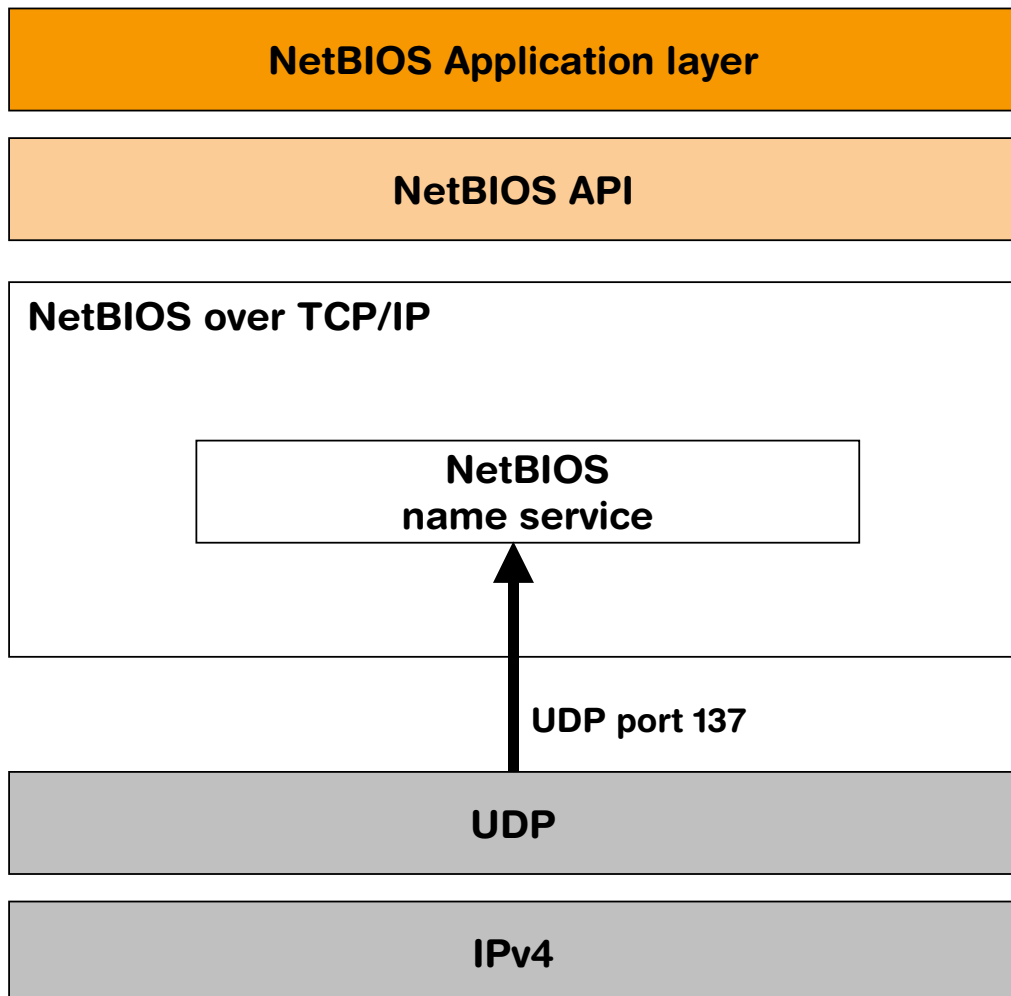 NetBIOS Application layer
NetBIOS API
NetBIOS over TCP/IP
NetBIOS
name service
UDP port 137
UDP
IPv4